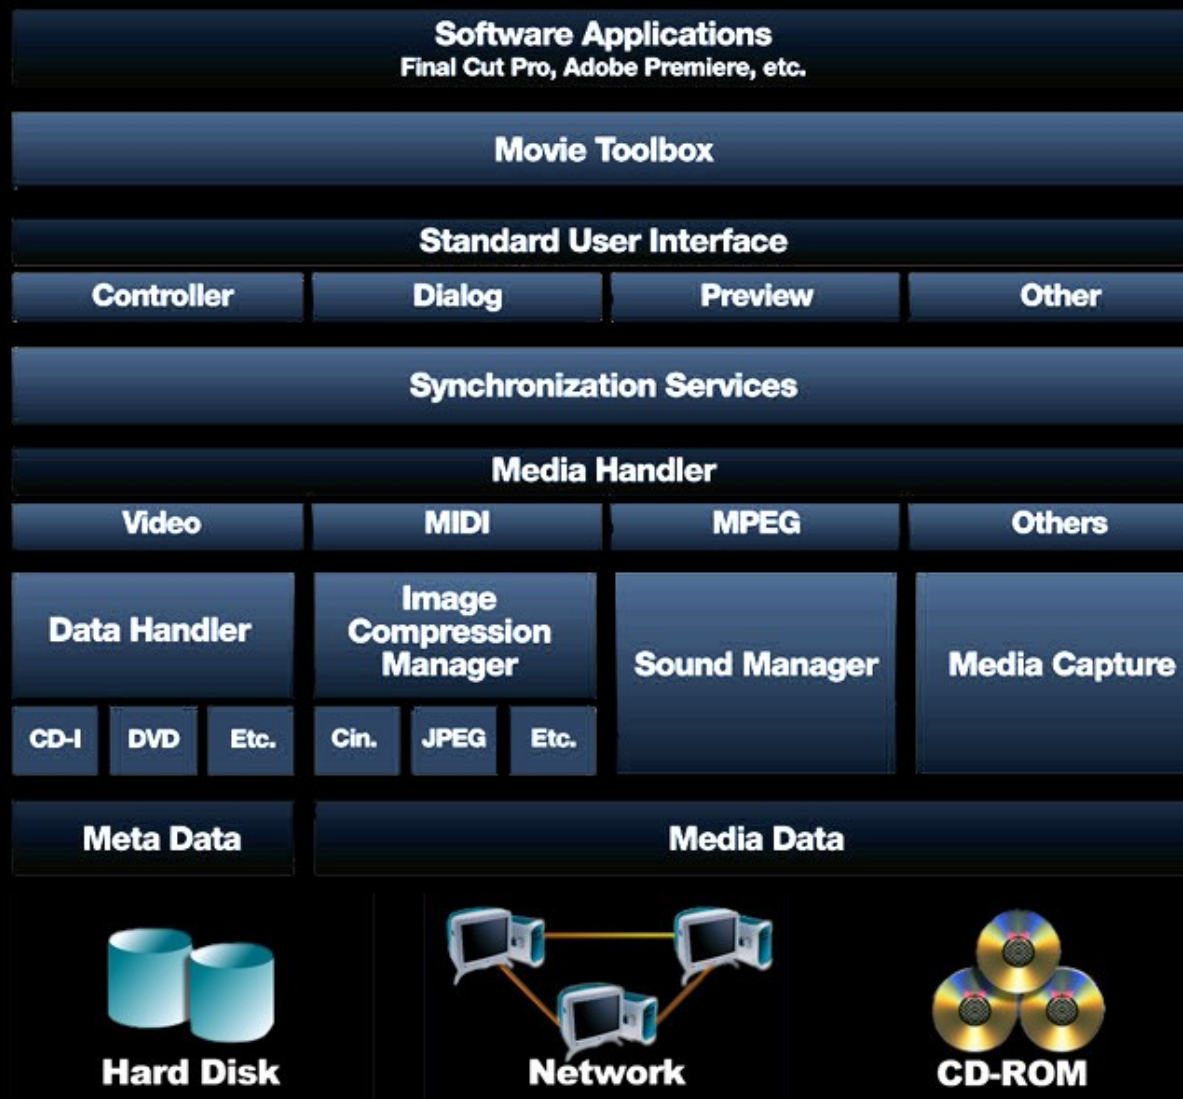 Software Applications
Final Cut Pro, Adobe Premiere, etc.
Movie Toolbox
Standard User Interface
Controller
Dialog
Preview
Other
Synchronization Services
Media Handler
Video
MIDI
MPEG
Others
Data Handler
Image
Compression
Manager
Sound Manager
Media Capture
CD-I
DVD
Etc.
Cin.
JPEG
Etc.
Meta Data
Media Data
Hard Disk
Network
CD-ROM